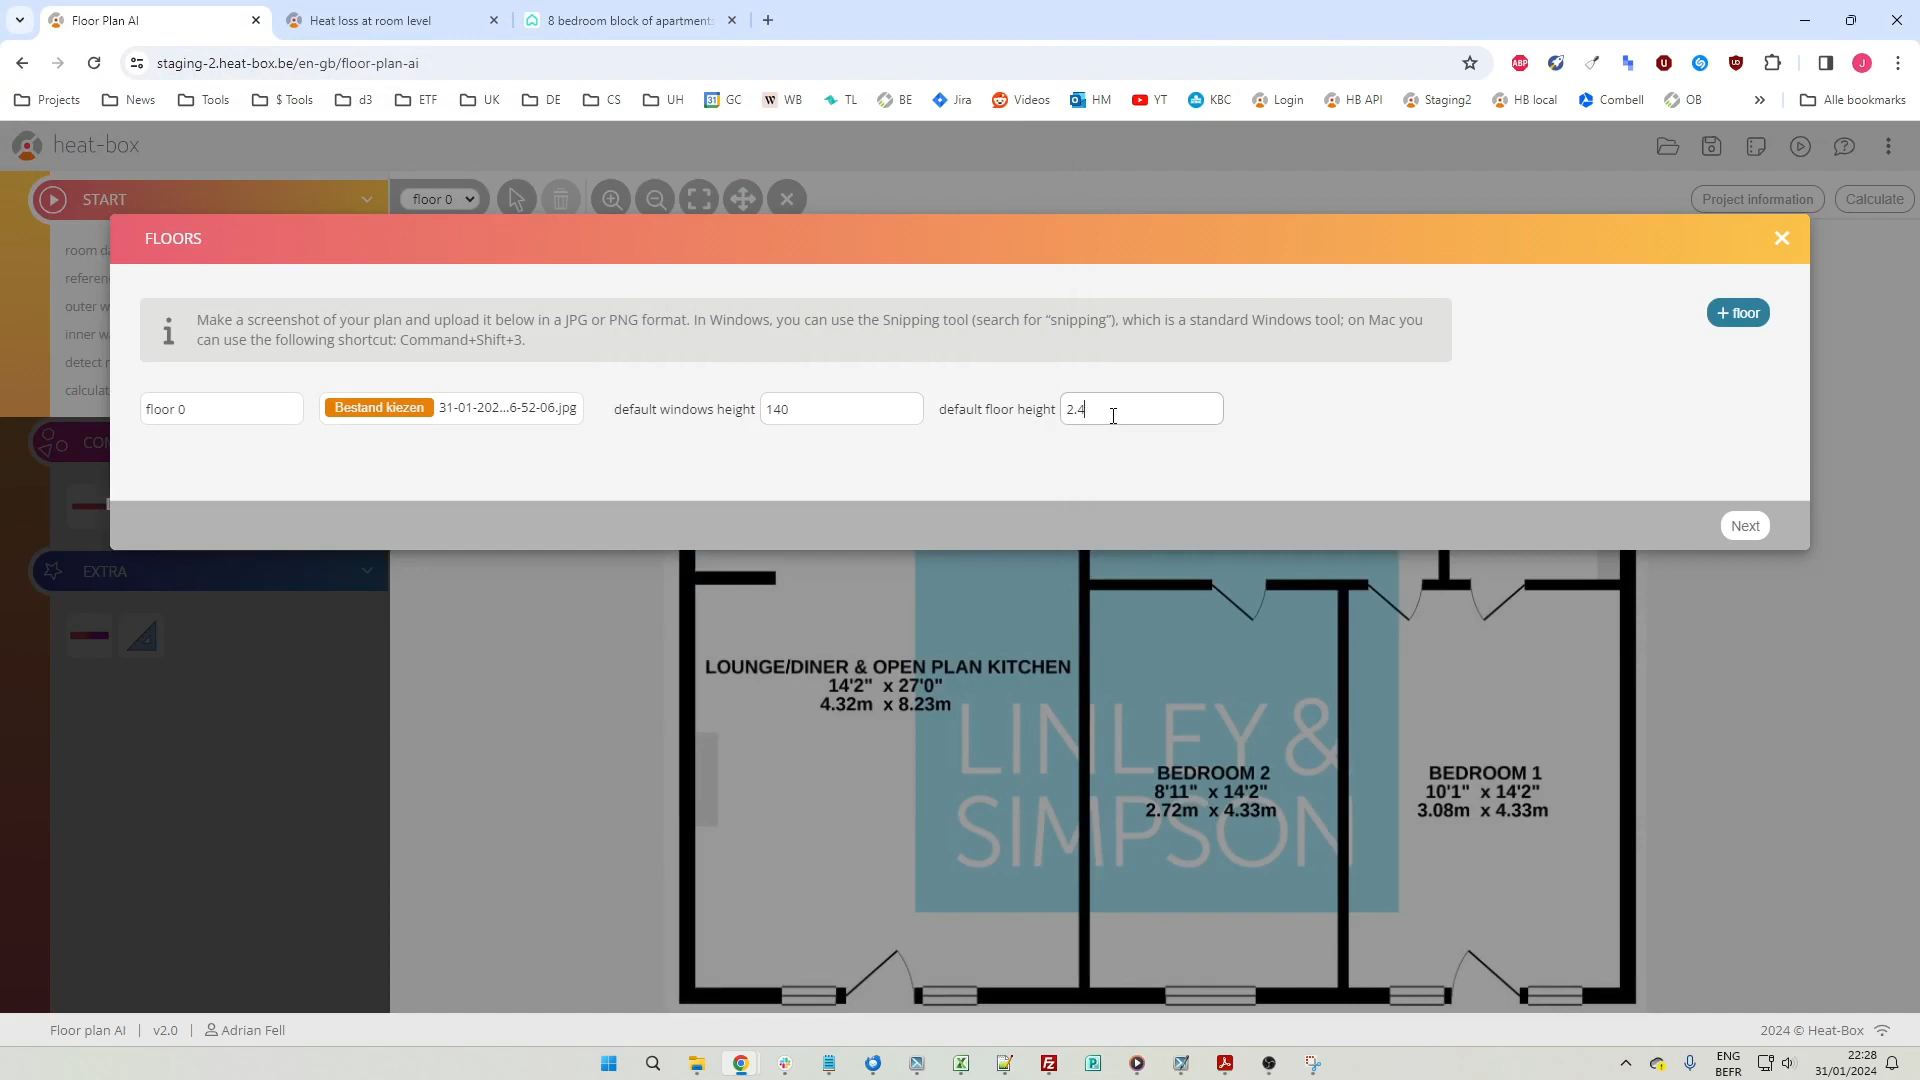 Floor Plan AI
Heat loss at room level
8 bedroom block of apartments
staging-2.heat-box.be/en-gb/floor-plan-ai
Projects News Tools $ Tools d3 ETF UK DE CS UH GC WB TL BE Jira Videos HM YT KBC Login HB API Staging2 HB local Combell OB » Alle bookmarks
heat-box
START
floor 0
Project information
Calculate
FLOORS
Make a screenshot of your plan and upload it below in a JPG or PNG format. In Windows, you can use the Snipping tool (search for “snipping”), which is a standard Windows tool; on Mac you
can use the following shortcut: Command+Shift+3.
+ floor
floor 0 Bestand kiezen 31-01-202...6-52-06.jpg default windows height 140 default floor height 2.4
Next
EXTRA
LOUNGE/DINER & OPEN PLAN KITCHEN
14'2" x 27'0"
4.32m x 8.23m
LINLEY &
SIMPSON
BEDROOM 2
8'11" x 14'2"
2.72m x 4.33m
BEDROOM 1
10'1" x 14'2"
3.08m x 4.33m
Floor plan AI | v2.0 | Adrian Fell
2024 © Heat-Box
ENG
BEFR
22:28
31/01/2024